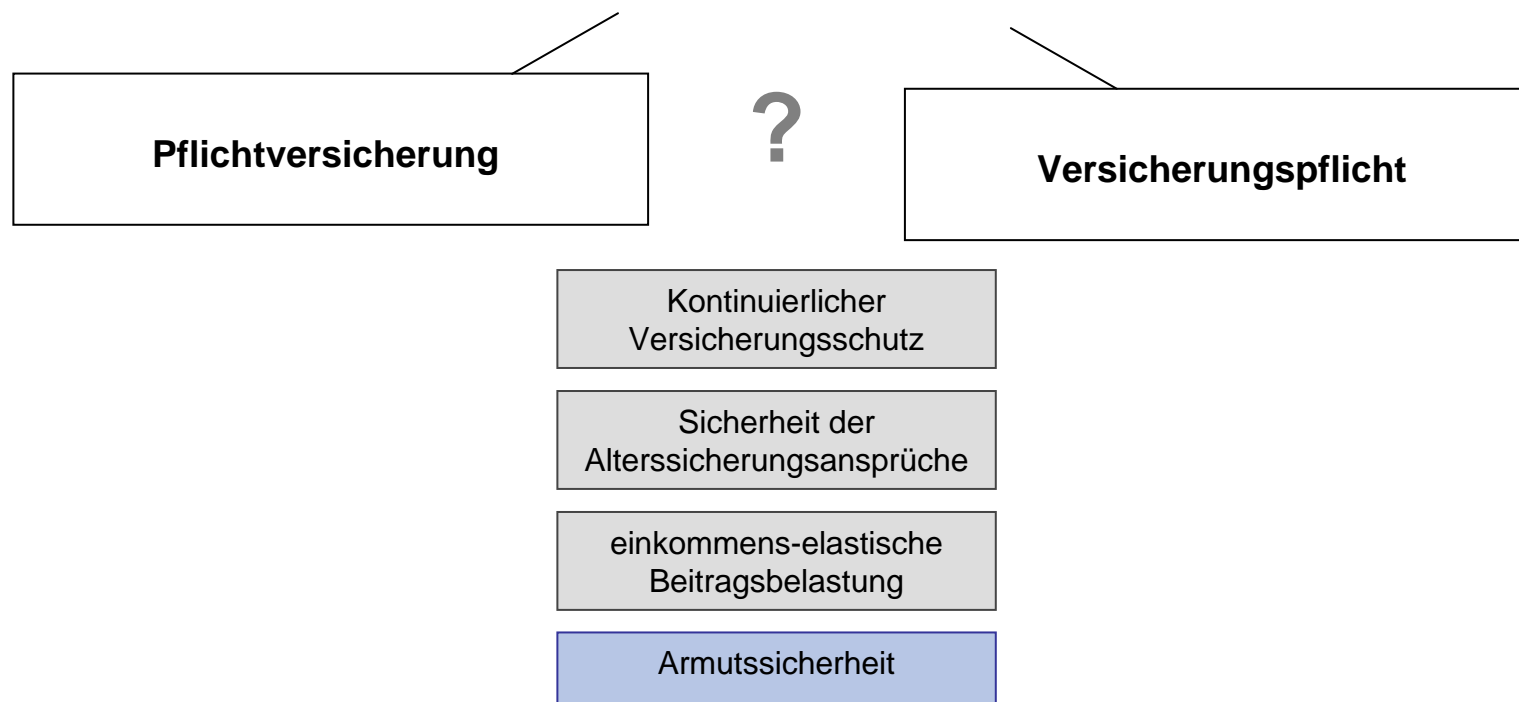 Pflichtversicherung
?
Versicherungspflicht
Kontinuierlicher
Versicherungsschutz
Sicherheit der
Alterssicherungsansprüche
einkommens-elastische
Beitragsbelastung
Armutssicherheit